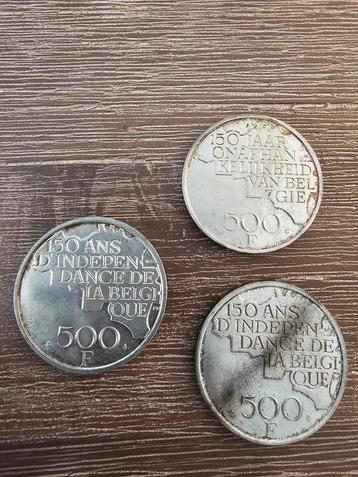 150 JAAR
ONAFHAN
KELIJKHEID
VAN BEL
GIE
500
F
150 ANS
D'INDEPEN
DANCE DE
LA BELGI
QUE
500
F
150 ANS
D'INDEPEN
DANCE DE
LA BELGI
QUE
500
F